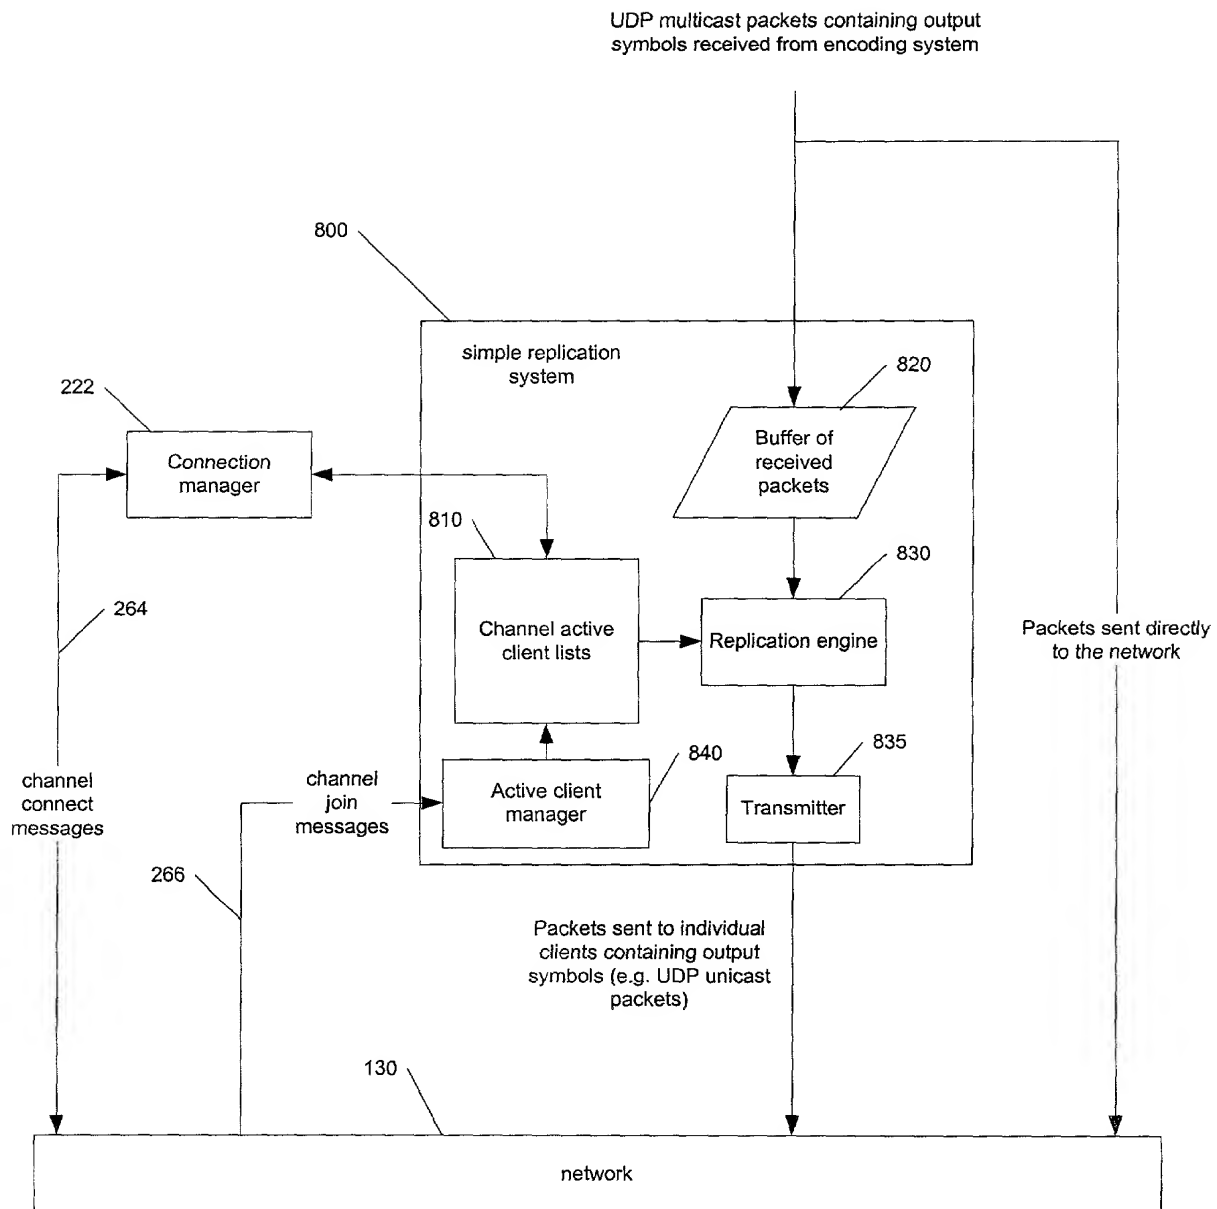 UDP multicast packets containing output
symbols received from encoding system
800
simple replication
system
820
222
Buffer of
received
packets
Connection
manager
810
830
264
Channel active
client lists
Replication engine
Packets sent directly
to the network
835
840
channel
connect
messages
channel
join
messages
Active client
manager
Transmitter
266
Packets sent to individual
clients containing output
symbols (e.g. UDP unicast
packets)
130
network